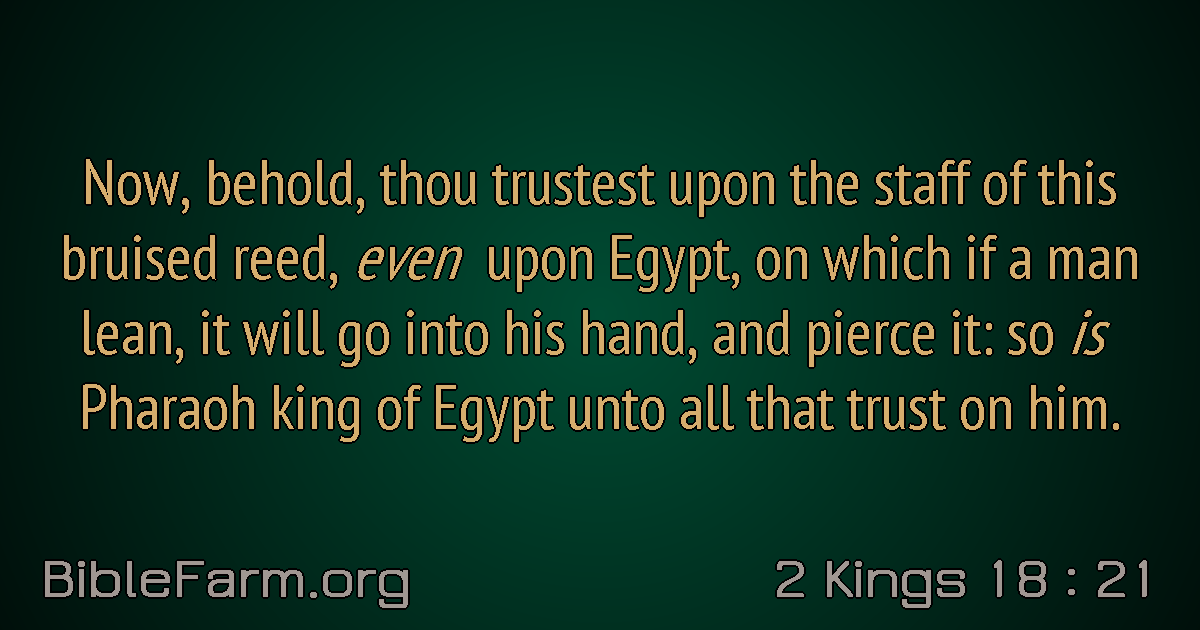 Now, behold, thou trustest upon the staff of this
bruised reed, even upon Egypt, on which if a man
lean, it will go into his hand, and pierce it: so is
Pharaoh king of Egypt unto all that trust on him.
BibleFarm.org
2 Kings 18 : 21